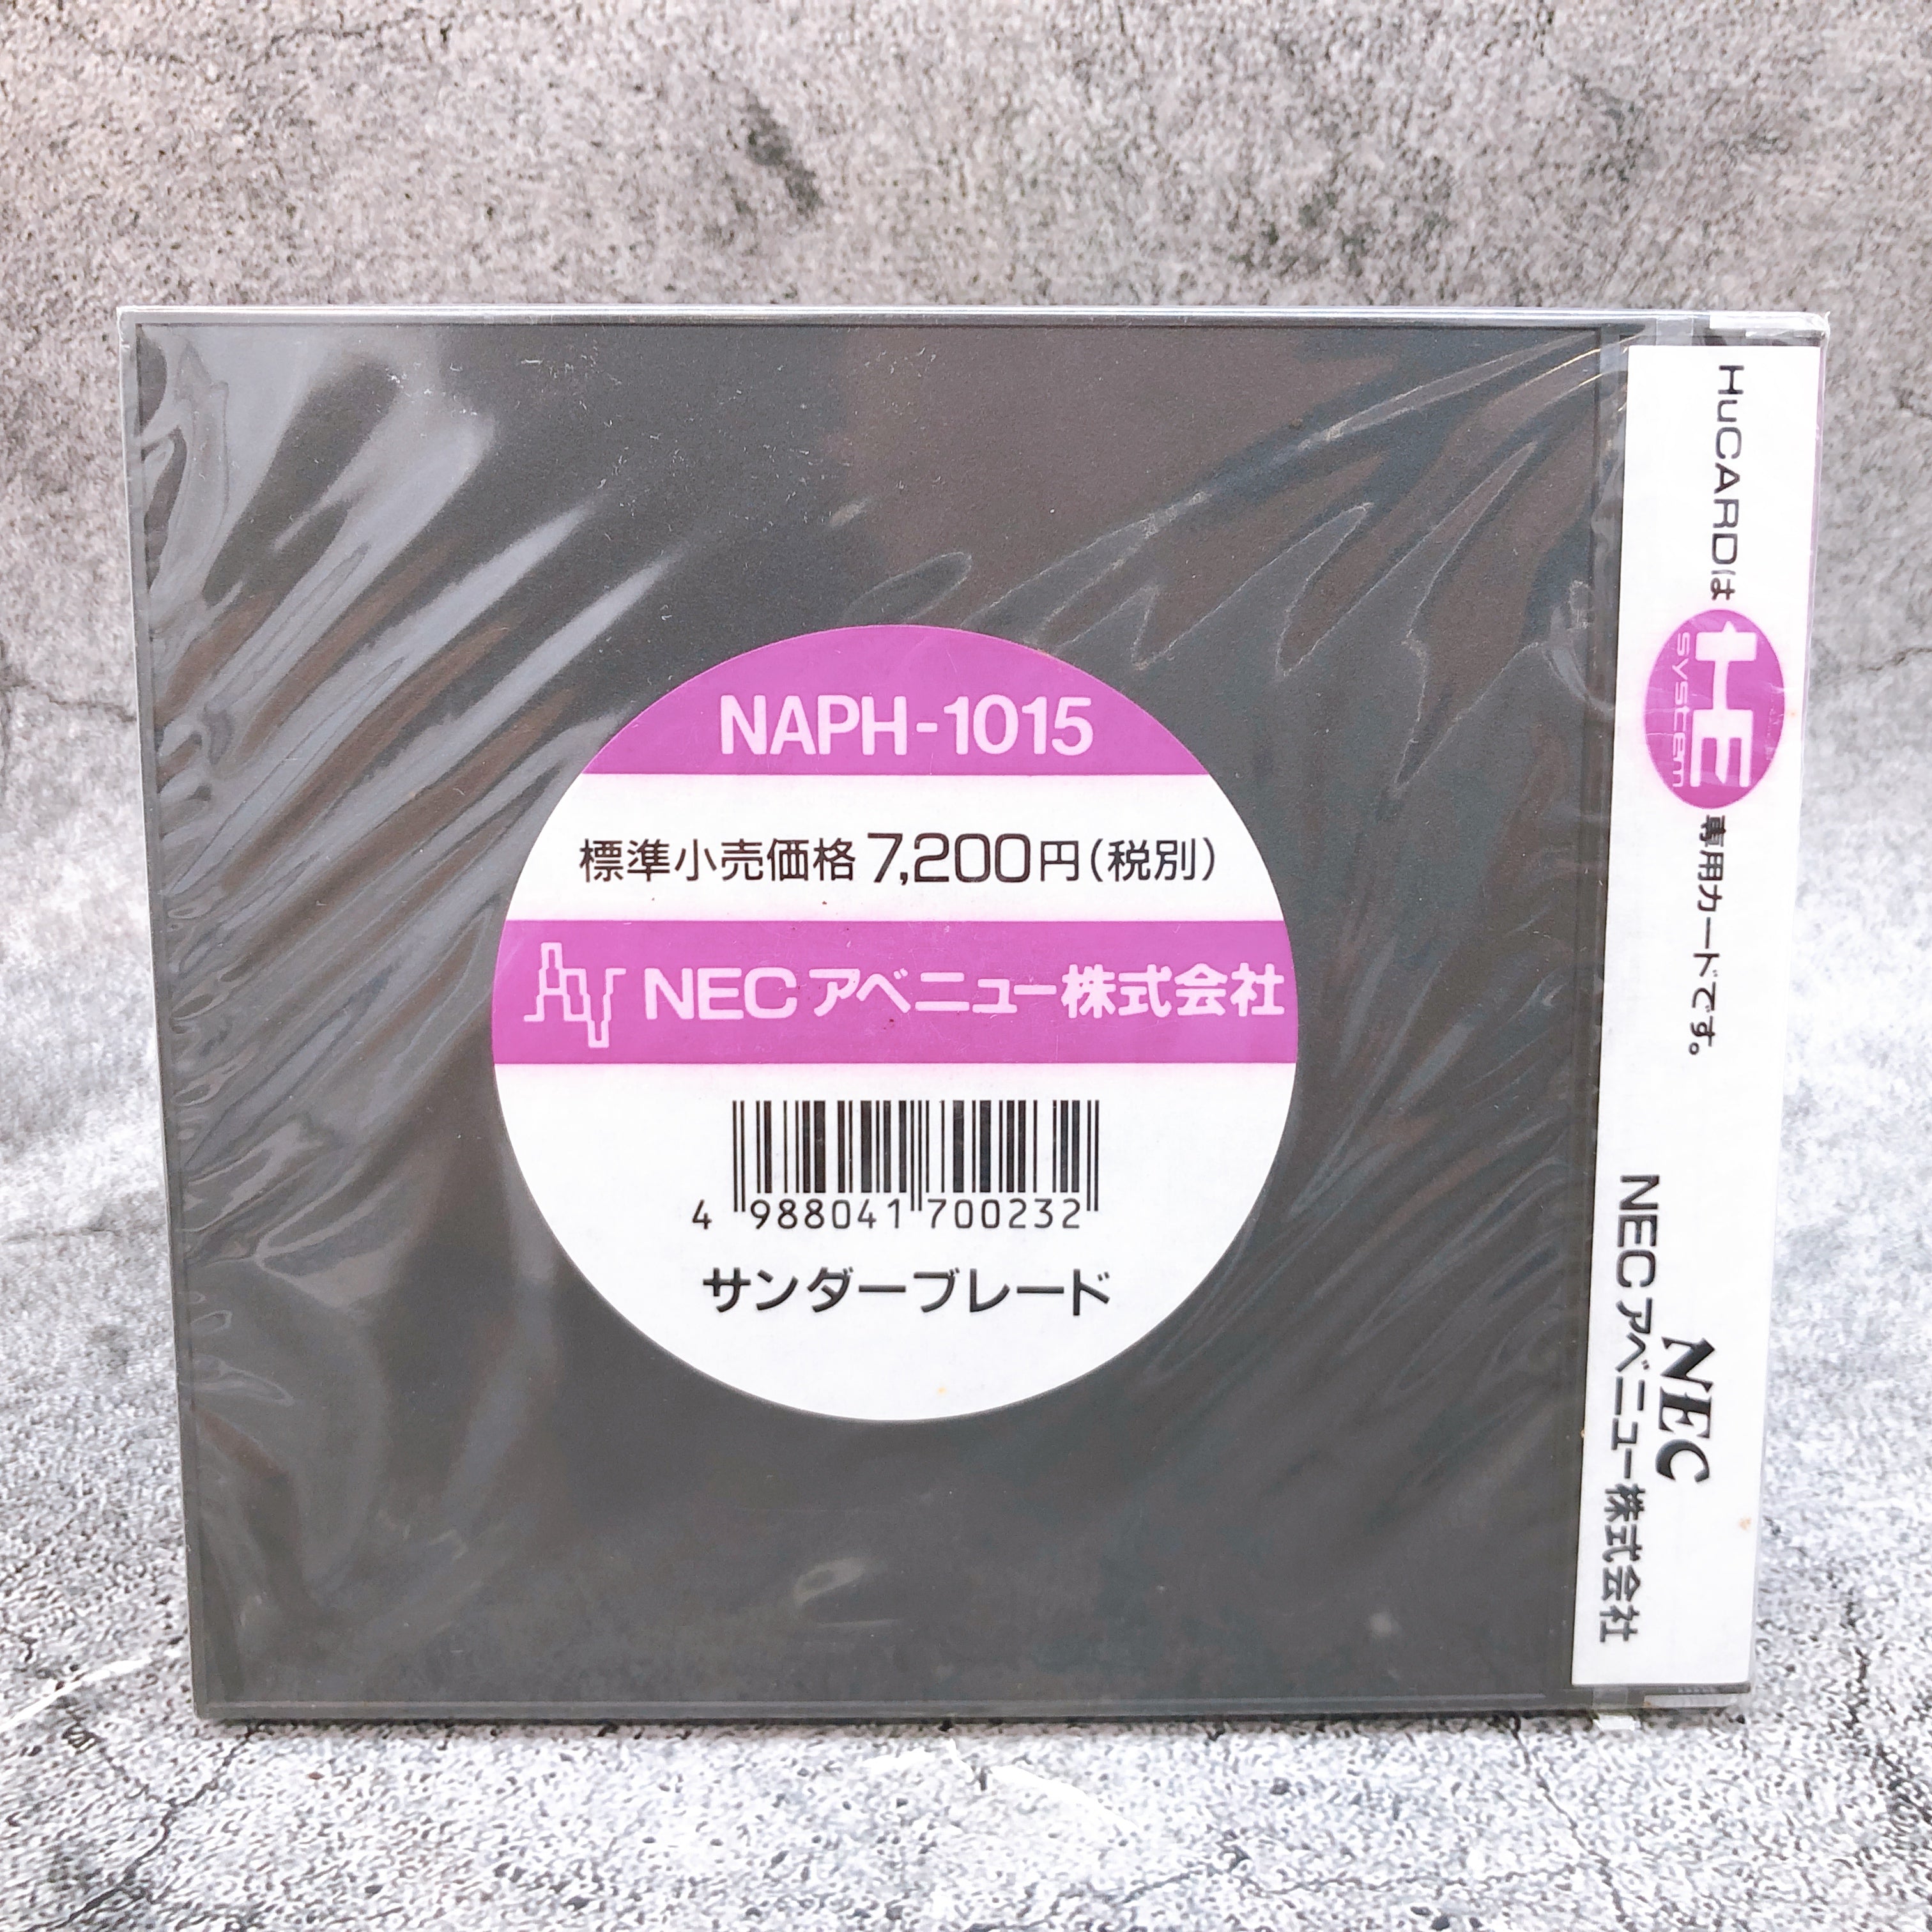 NAPH-1015
標準小売価格 7,200円(税別)
NECアベニュー株式会社
4 988041 700232
サンダーブレード
HuCARDは HE system 専用カードです。
NEC
NECアベニュー株式会社